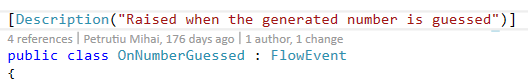 [Description("Raised when the generated number is guessed")]
4 references | Petrutiu Mihai, 176 days ago | 1 author, 1 change
public class OnNumberGuessed : FlowEvent
{